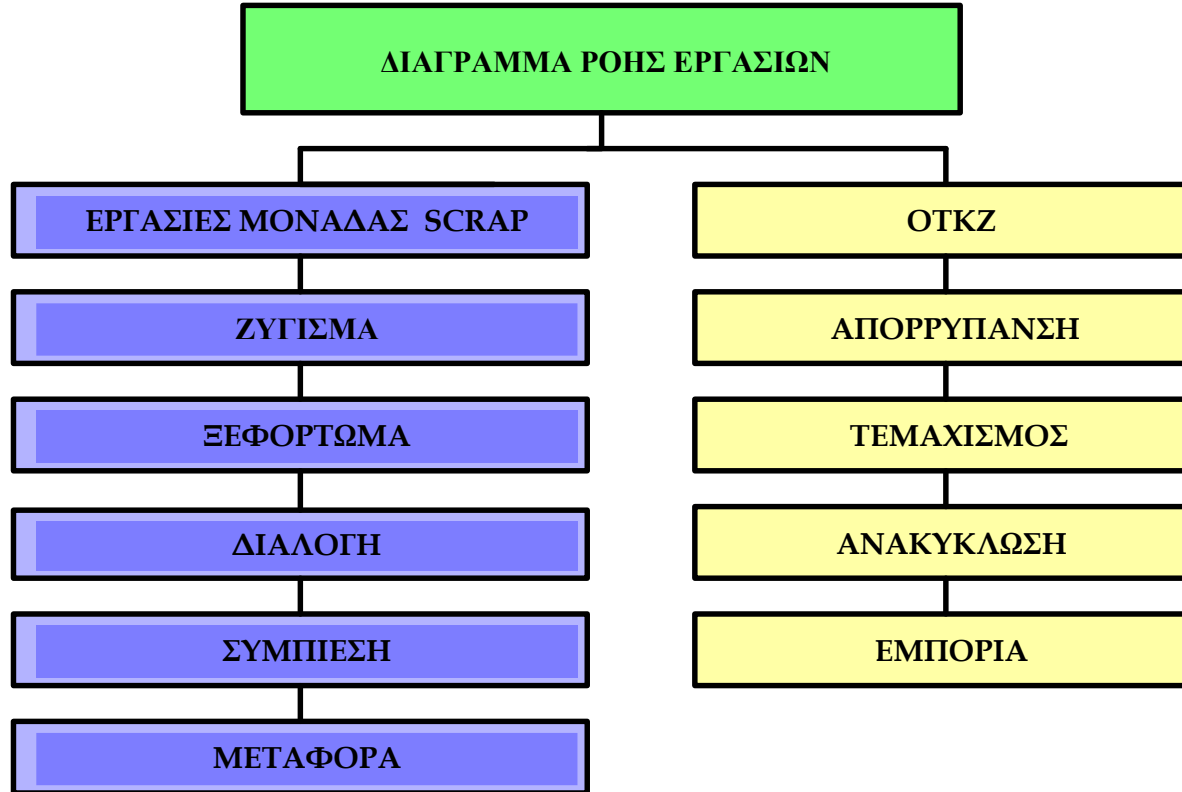 ΔΙΑΓΡΑΜΜΑ ΡΟΗΣ ΕΡΓΑΣΙΩΝ
ΕΡΓΑΣΙΕΣ ΜΟΝΑΔΑΣ SCRAP
ΖΥΓΙΣΜΑ
ΞΕΦΟΡΤΩΜΑ
ΔΙΑΛΟΓΗ
ΣΥΜΠΙΕΣΗ
ΜΕΤΑΦΟΡΑ
ΟΤΚΖ
ΑΠΟΡΡΥΠΑΝΣΗ
ΤΕΜΑΧΙΣΜΟΣ
ΑΝΑΚΥΚΛΩΣΗ
ΕΜΠΟΡΙΑ